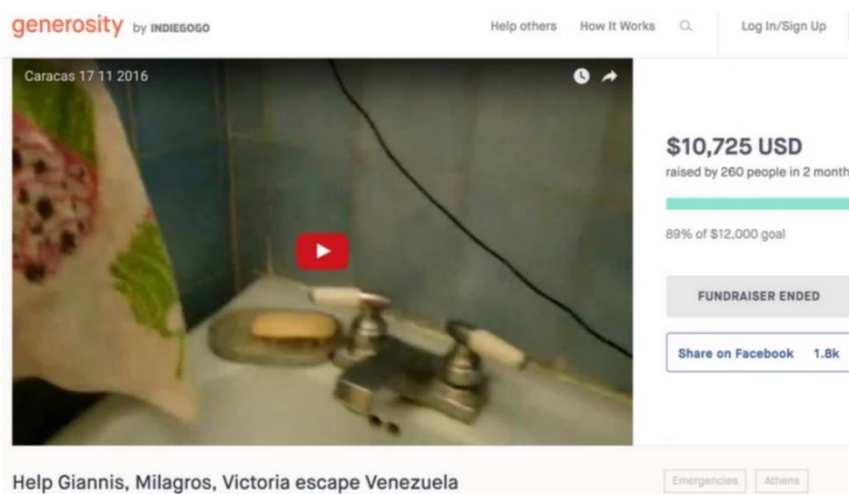 generosity by INDIEGOGO
Help others How It Works Log In/Sign Up
Caracas 17 11 2016
$10,725 USD
raised by 260 people in 2 month
89% of $12,000 goal
FUNDRAISER ENDED
Share on Facebook 1.8k
Help Giannis, Milagros, Victoria escape Venezuela
Emergencies Athens